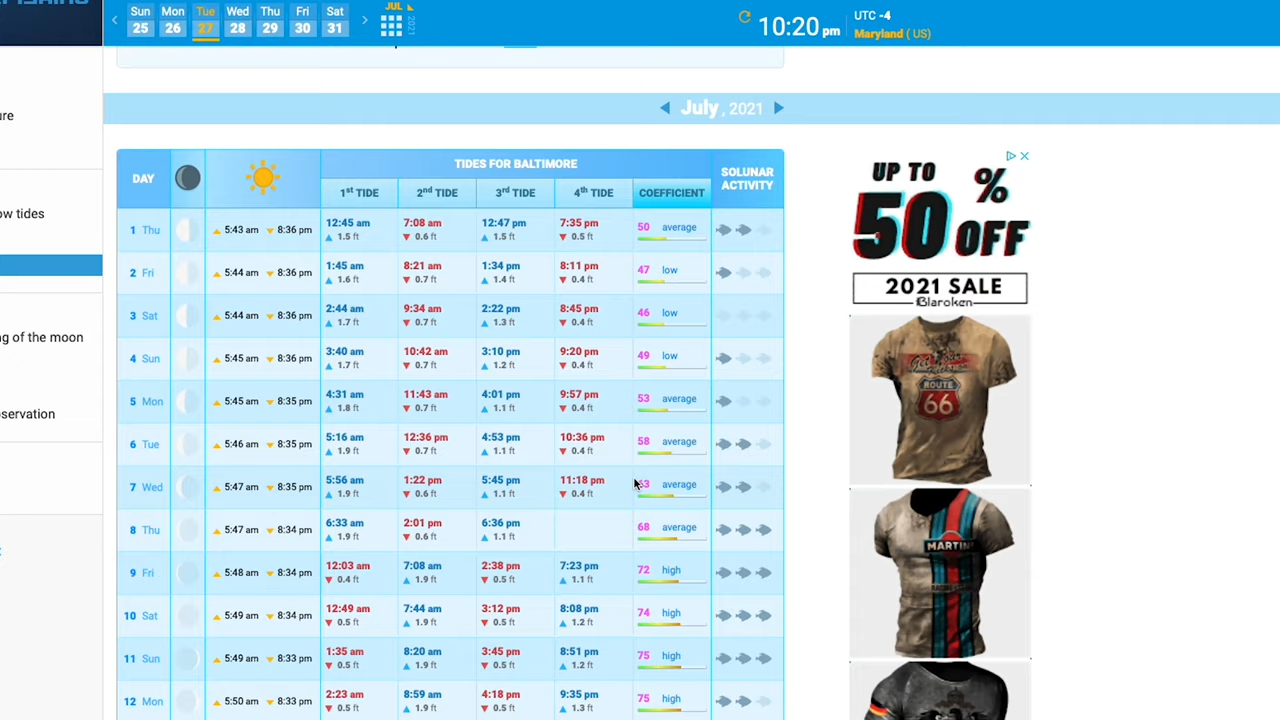 Sun Mon Tue Wed Thu Fri Sat
25 26 27 28 29 30 31
JUL
2021
10:20 pm
UTC -4
Maryland ( US)
ure
ow tides
ng of the moon
servation
July , 2021
DAY
TIDES FOR BALTIMORE
SOLUNAR ACTIVITY
1st TIDE 2nd TIDE 3rd TIDE 4th TIDE COEFFICIENT
1 Thu 5:43 am 8:36 pm 12:45 am 7:08 am 12:47 pm 7:35 pm 50 average
▲ 1.5 ft ▼ 0.6 ft ▲ 1.5 ft ▼ 0.5 ft
2 Fri 5:44 am 8:36 pm 1:45 am 8:21 am 1:34 pm 8:11 pm 47 low
▲ 1.6 ft ▼ 0.7 ft ▲ 1.4 ft ▼ 0.4 ft
3 Sat 5:44 am 8:36 pm 2:44 am 9:34 am 2:22 pm 8:45 pm 46 low
▲ 1.7 ft ▼ 0.7 ft ▲ 1.3 ft ▼ 0.4 ft
4 Sun 5:45 am 8:36 pm 3:40 am 10:42 am 3:10 pm 9:20 pm 49 low
▲ 1.7 ft ▼ 0.7 ft ▲ 1.2 ft ▼ 0.4 ft
5 Mon 5:45 am 8:35 pm 4:31 am 11:43 am 4:01 pm 9:57 pm 53 average
▲ 1.8 ft ▼ 0.7 ft ▲ 1.1 ft ▼ 0.4 ft
6 Tue 5:46 am 8:35 pm 5:16 am 12:36 pm 4:53 pm 10:36 pm 58 average
▲ 1.9 ft ▼ 0.7 ft ▲ 1.1 ft ▼ 0.4 ft
7 Wed 5:47 am 8:35 pm 5:56 am 1:22 pm 5:45 pm 11:18 pm 63 average
▲ 1.9 ft ▼ 0.6 ft ▲ 1.1 ft ▼ 0.4 ft
8 Thu 5:47 am 8:34 pm 6:33 am 2:01 pm 6:36 pm 68 average
▲ 1.9 ft ▼ 0.6 ft ▲ 1.1 ft
9 Fri 5:48 am 8:34 pm 12:03 am 7:08 am 2:38 pm 7:23 pm 72 high
▼ 0.4 ft ▲ 1.9 ft ▼ 0.5 ft ▲ 1.1 ft
10 Sat 5:49 am 8:34 pm 12:49 am 7:44 am 3:12 pm 8:08 pm 74 high
▼ 0.5 ft ▲ 1.9 ft ▼ 0.5 ft ▲ 1.2 ft
11 Sun 5:49 am 8:33 pm 1:35 am 8:20 am 3:45 pm 8:51 pm 75 high
▼ 0.5 ft ▲ 1.9 ft ▼ 0.5 ft ▲ 1.2 ft
12 Mon 5:50 am 8:33 pm 2:23 am 8:59 am 4:18 pm 9:35 pm 75 high
▼ 0.5 ft ▲ 1.9 ft ▼ 0.5 ft ▲ 1.3 ft
UP TO
50 % OFF
2021 SALE
Blaroken
ROUTE
66
MARTINI